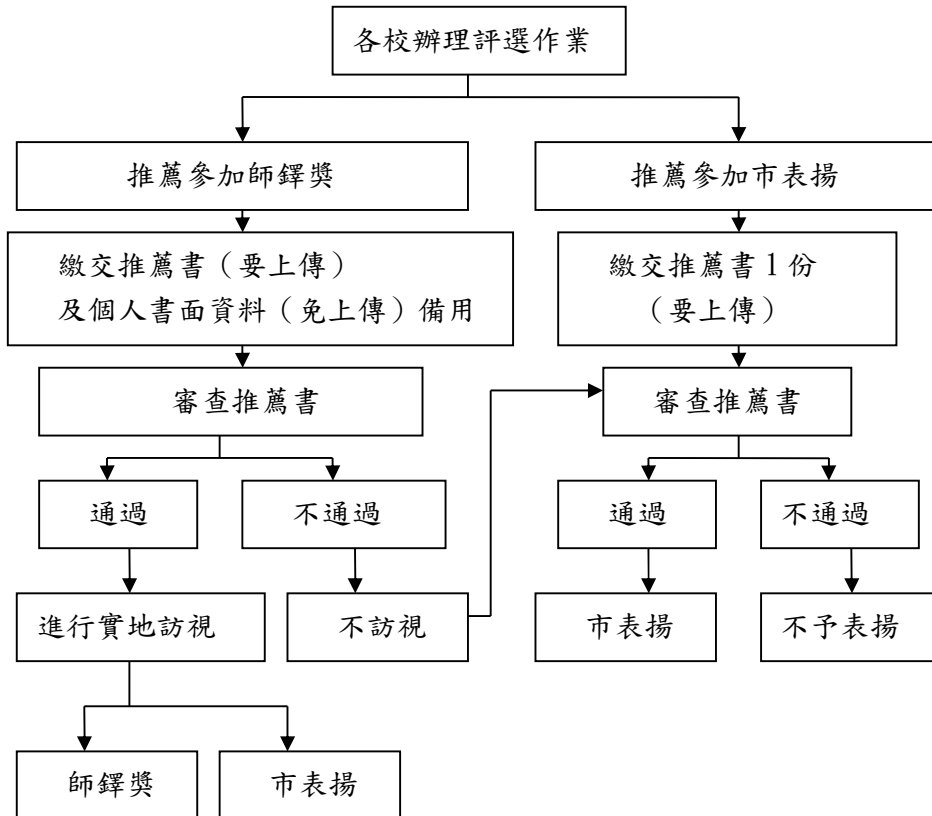 各校辦理評選作業
推薦參加師鐸獎
推薦參加市表揚
繳交推薦書（要上傳）
及個人書面資料（免上傳）備用
繳交推薦書1份
（要上傳）
審查推薦書
審查推薦書
通過
不通過
通過
不通過
進行實地訪視
不訪視
市表揚
不予表揚
師鐸獎
市表揚